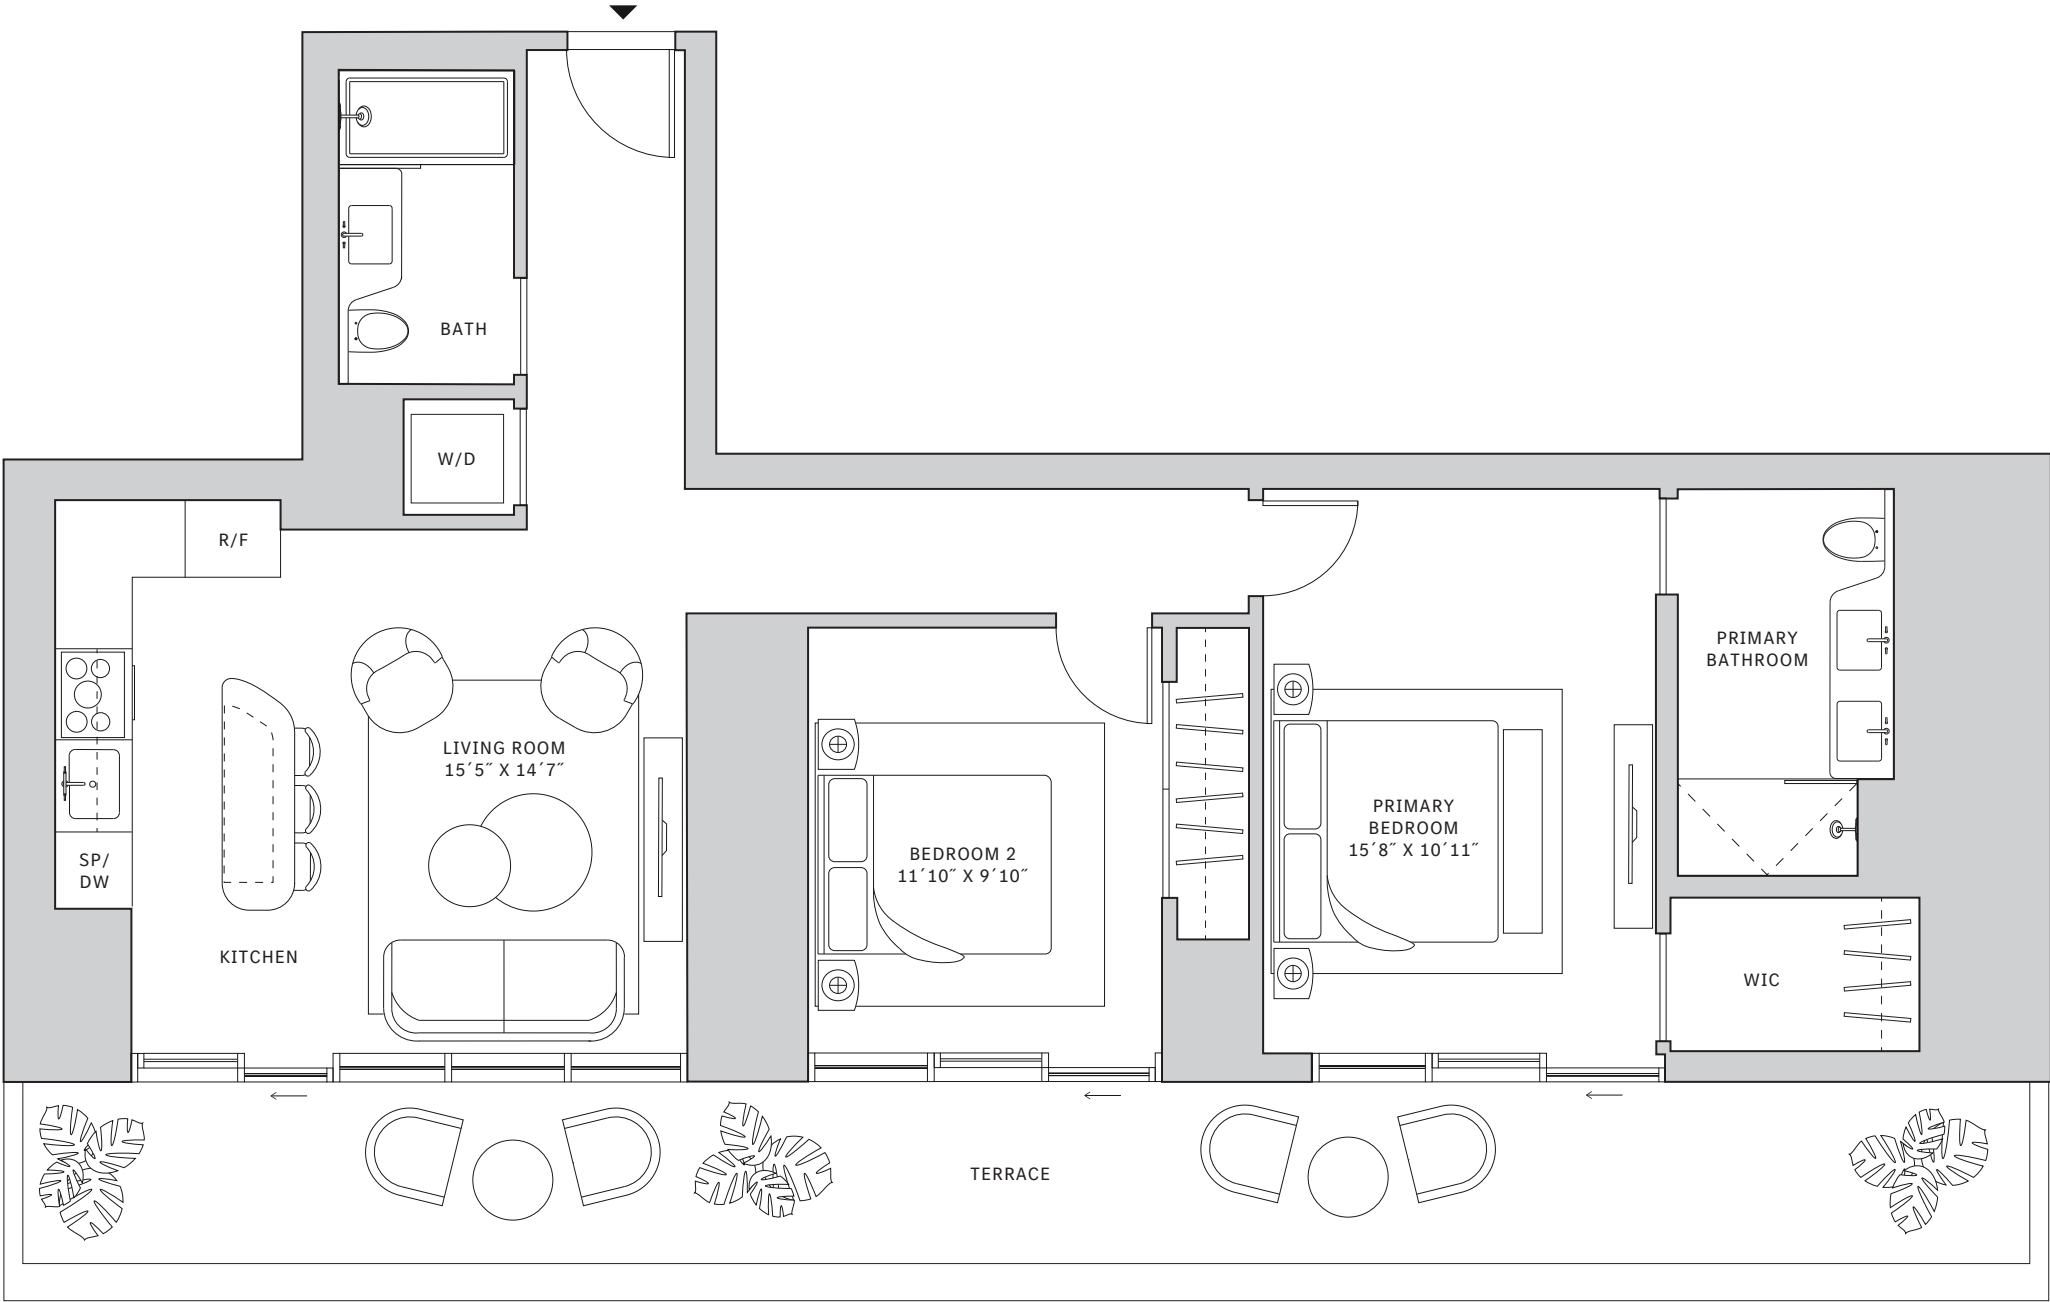 BATH
W/D
R/F
PRIMARY
BATHROOM
LIVING ROOM
15´5˝ X 14´7˝
PRIMARY
BEDROOM
15´8˝ X 10´11˝
BEDROOM 2
11´10˝ X 9´10˝
SP/
DW
KITCHEN
WIC
TERRACE